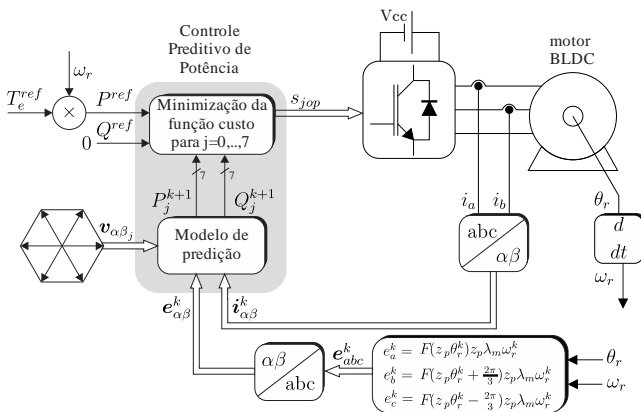 Vcc
motor
BLDC
Controle
Preditivo de
Potência
ω_r
T_e^{ref}
×
P^{ref}
Q^{ref}
0
Minimização da
função custo
para j=0,..,7
s_{jop}
7
7
P_j^{k+1}
Q_j^{k+1}
i_a
i_b
θ_r
d
dt
ω_r
v_{αβ_j}
Modelo de
predição
abc
αβ
e_{αβ}^k
i_{αβ}^k
αβ
abc
e_{abc}^k
e_a^k = F(z_pθ_r^k)z_pλ_mω_r^k
e_b^k = F(z_pθ_r^k + \frac{2π}{3})z_pλ_mω_r^k
e_c^k = F(z_pθ_r^k − \frac{2π}{3})z_pλ_mω_r^k
θ_r
ω_r